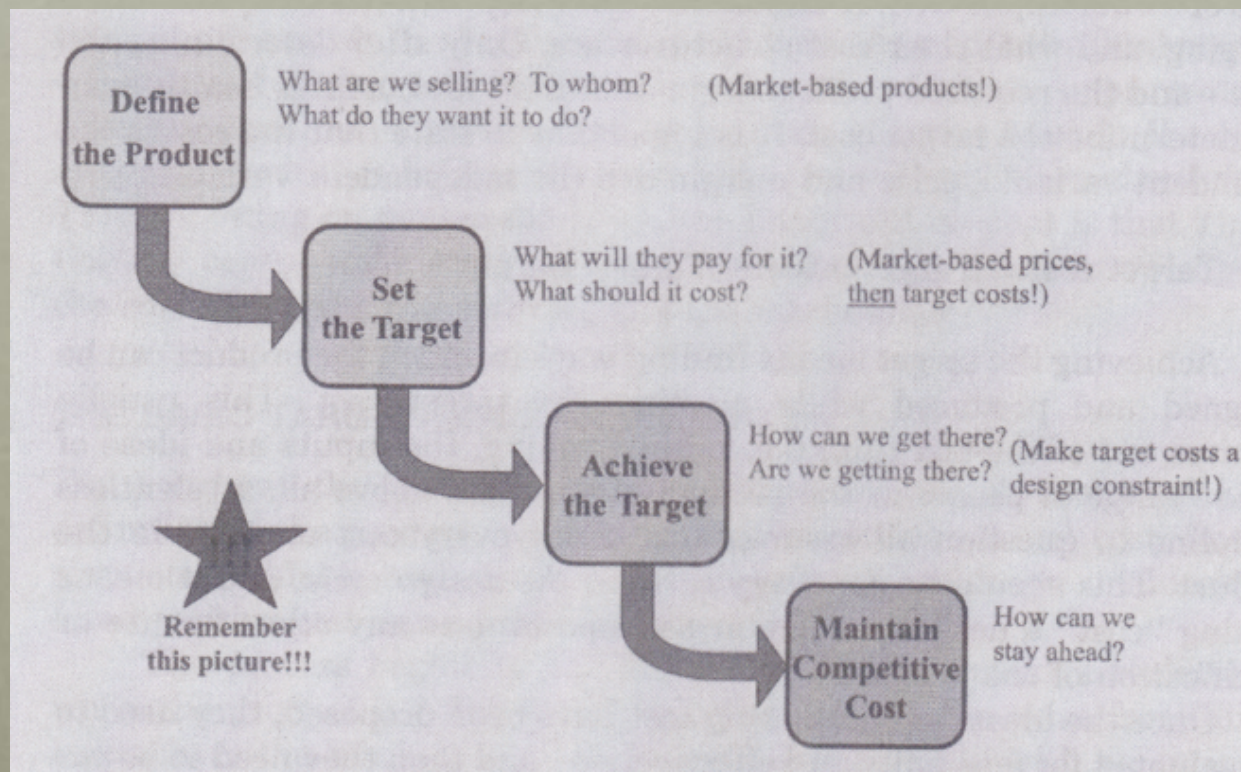 Define
the Product
What are we selling? To whom? (Market-based products!)
What do they want it to do?
Set
the Target
What will they pay for it? (Market-based prices,
What should it cost? then target costs!)
Achieve
the Target
How can we get there? (Make target costs a
Are we getting there? design constraint!)
!!!
Remember
this picture!!!
Maintain
Competitive
Cost
How can we
stay ahead?